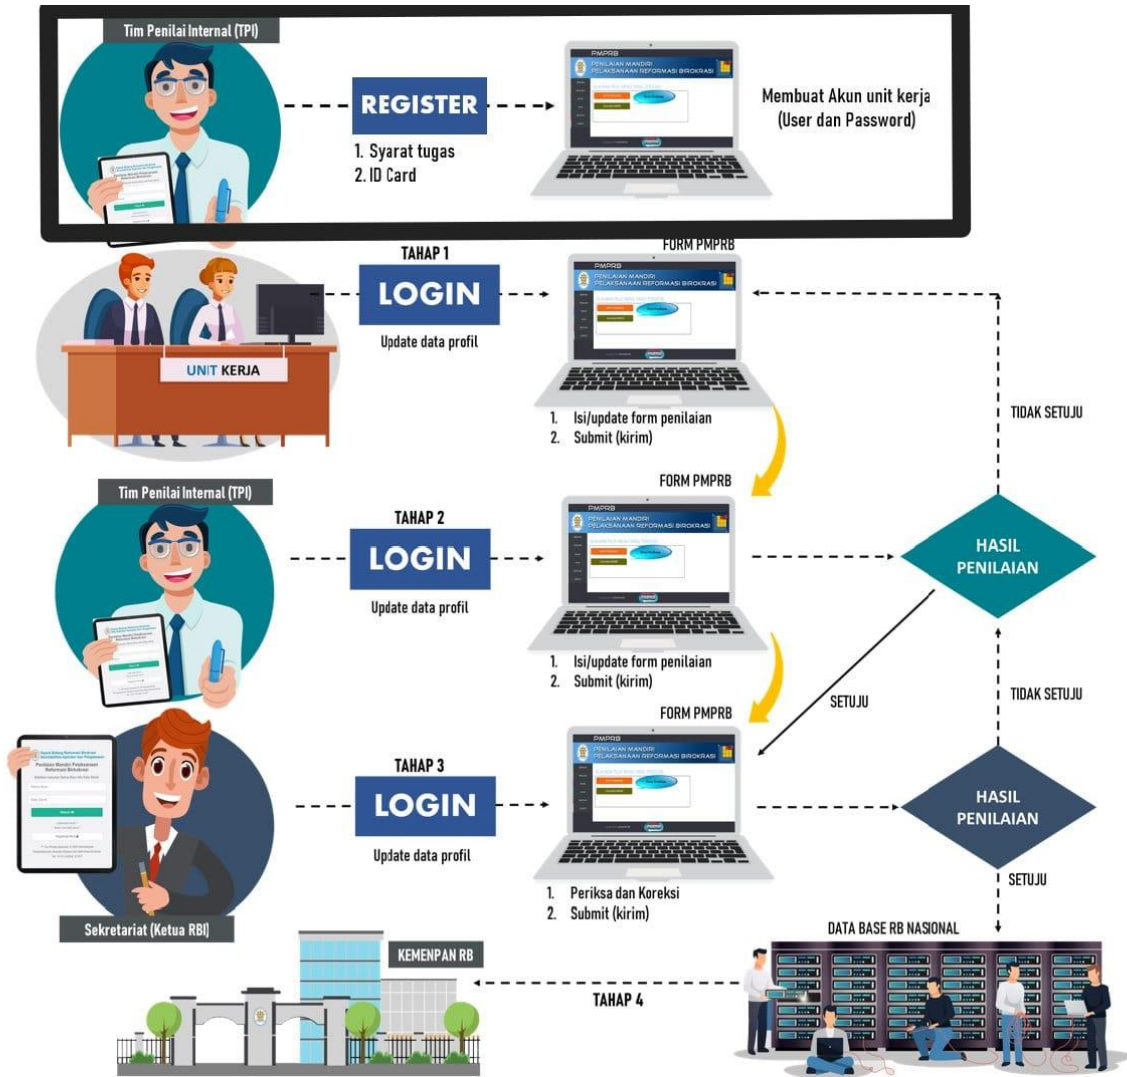 Tim Penilai Internal (TPI)
REGISTER
1. Syarat tugas
2. ID Card
PMPRB
PENILAIAN MANDIRI
PELAKSANAAN REFORMASI BIROKRASI
Membuat Akun unit kerja
(User dan Password)
TAHAP 1
LOGIN
Update data profil
UNIT KERJA
FORM PMPRB
PMPRB
PENILAIAN MANDIRI
PELAKSANAAN REFORMASI BIROKRASI
1. Isi/update form penilaian
2. Submit (kirim)
TIDAK SETUJU
Tim Penilai Internal (TPI)
TAHAP 2
LOGIN
Update data profil
FORM PMPRB
PMPRB
PENILAIAN MANDIRI
PELAKSANAAN REFORMASI BIROKRASI
1. Isi/update form penilaian
2. Submit (kirim)
HASIL
PENILAIAN
SETUJU
TIDAK SETUJU
Penilaian Mandiri Pelaksanaan
Reformasi Birokrasi
Sekretariat (Ketua RBI)
TAHAP 3
LOGIN
Update data profil
FORM PMPRB
PMPRB
PENILAIAN MANDIRI
PELAKSANAAN REFORMASI BIROKRASI
1. Periksa dan Koreksi
2. Submit (kirim)
HASIL
PENILAIAN
SETUJU
DATA BASE RB NASIONAL
TAHAP 4
KEMENPAN RB